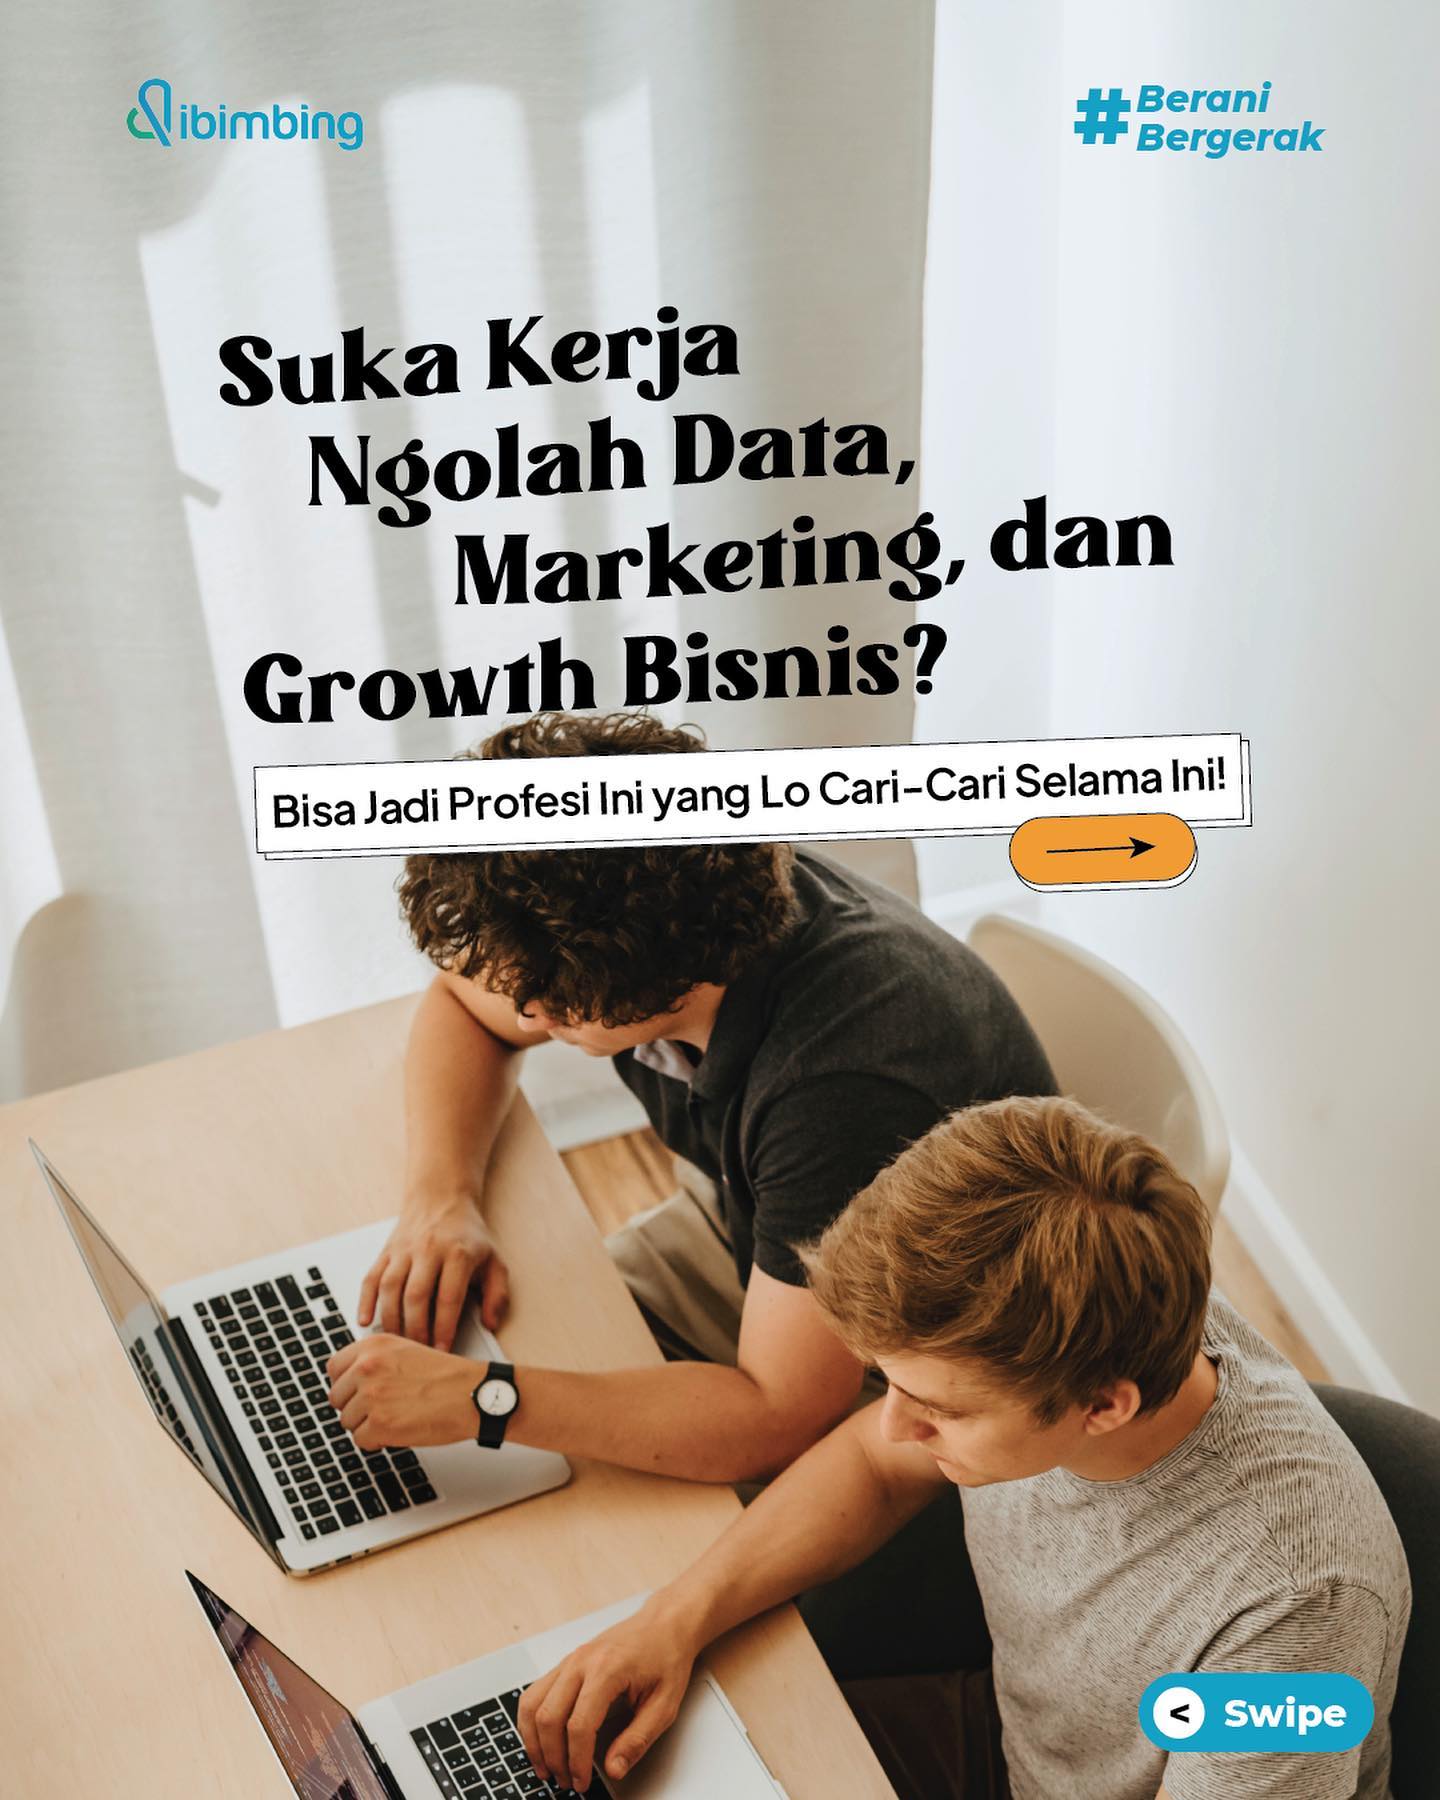 dibimbing
#Berani
Bergerak
Suka Kerja
Ngolah Data,
Marketing, dan
Growth Bisnis?
Bisa Jadi Profesi Ini yang Lo Cari-Cari Selama Ini!
< Swipe